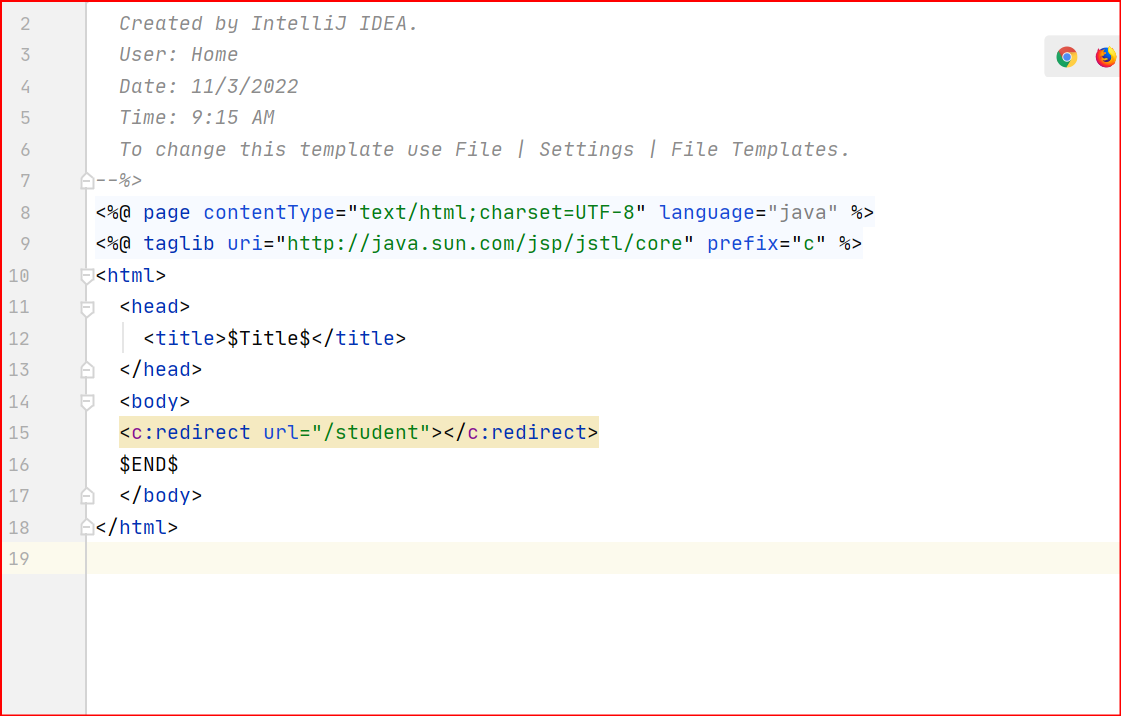 2 Created by IntelliJ IDEA.
3 User: Home
4 Date: 11/3/2022
5 Time: 9:15 AM
6 To change this template use File | Settings | File Templates.
7 --%>
8 <%@ page contentType="text/html;charset=UTF-8" language="java" %>
9 <%@ taglib uri="http://java.sun.com/jsp/jstl/core" prefix="c" %>
10 <html>
11 <head>
12 <title>$Title$</title>
13 </head>
14 <body>
15 <c:redirect url="/student"></c:redirect>
16 $END$
17 </body>
18 </html>
19